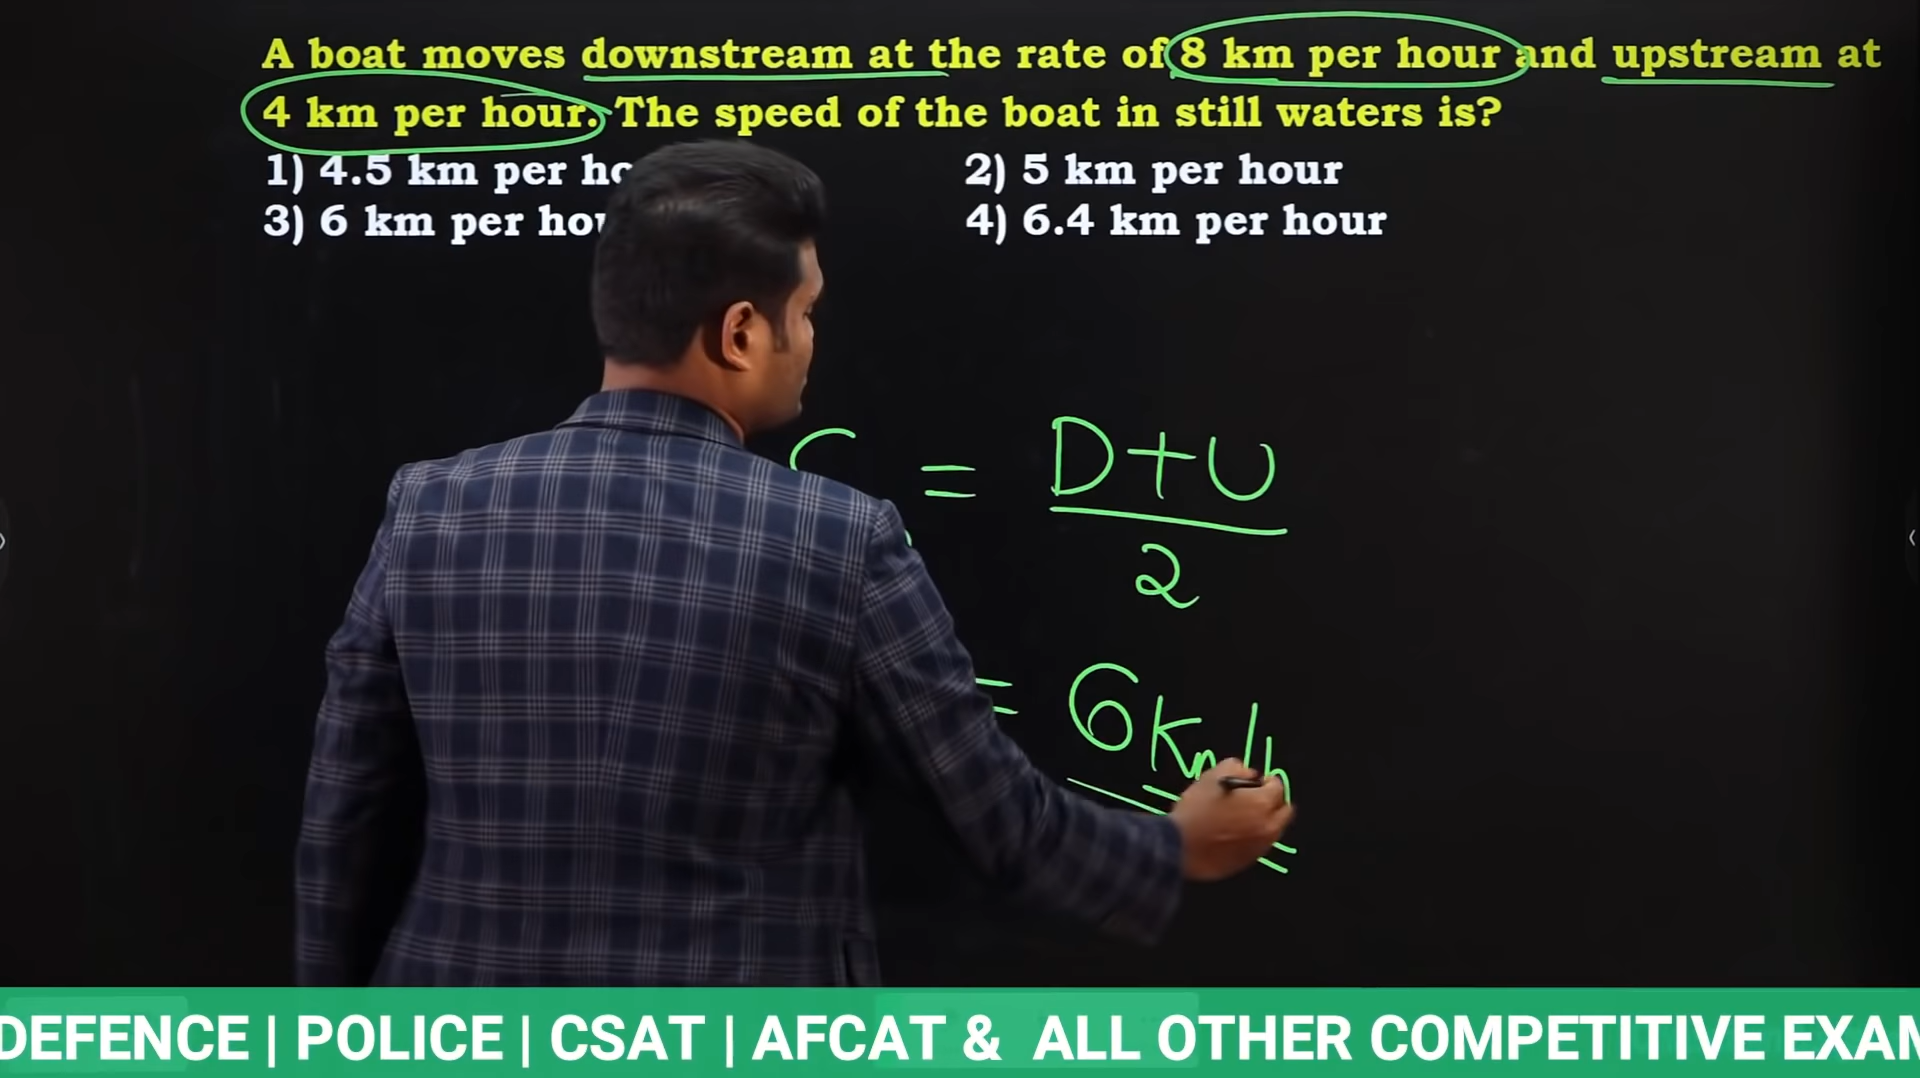 A boat moves downstream at the rate of 8 km per hour and upstream at
4 km per hour. The speed of the boat in still waters is?
1) 4.5 km per 2) 5 km per hour
3) 6 km per 4) 6.4 km per hour
= D+U
2
= 6 Km/h
DEFENCE | POLICE | CSAT | AFCAT & ALL OTHER COMPETITIVE